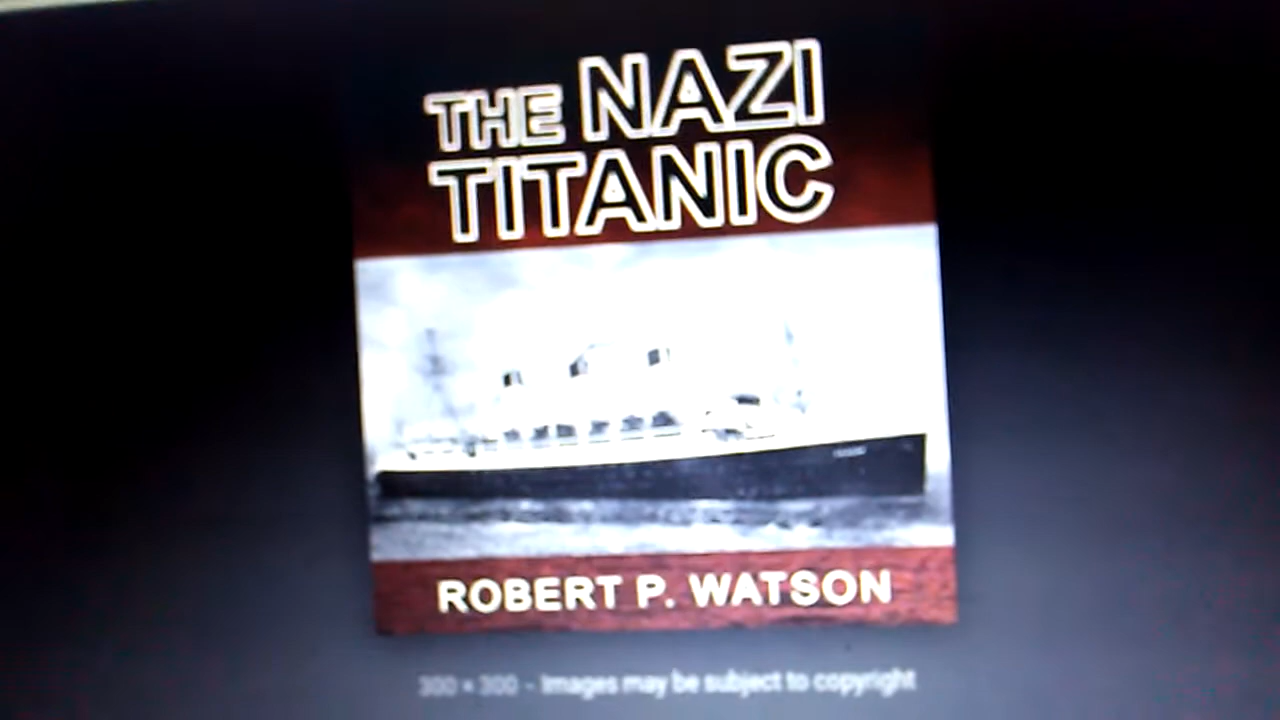 THE NAZI
TITANIC
ROBERT P. WATSON
300 × 300 - Images may be subject to copyright